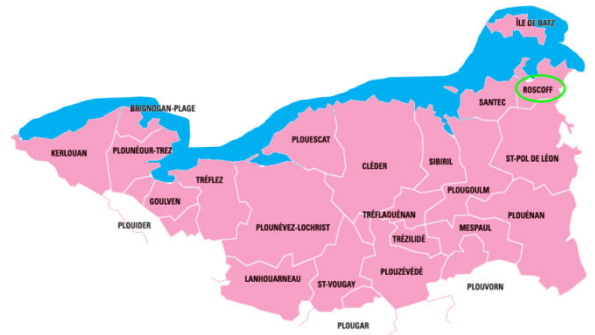 ÎLE DE BATZ
ROSCOFF
SANTEC
BRIGNOGAN-PLAGE
PLOUESCAT
KERLOUAN
PLOUNÉOUR-TREZ
CLÉDER
SIBIRIL
ST-POL DE LÉON
TRÉFLEZ
PLOUGOULM
GOULVEN
TRÉFLAOUÉNAN
PLOUÉNAN
PLOUIDER
PLOUNÉVEZ-LOCHRIST
MESPAUL
TRÉZILIDÉ
LANHOUARNEAU
PLOUZÉVÉDÉ
ST-VOUGAY
PLOUVORN
PLOUGAR